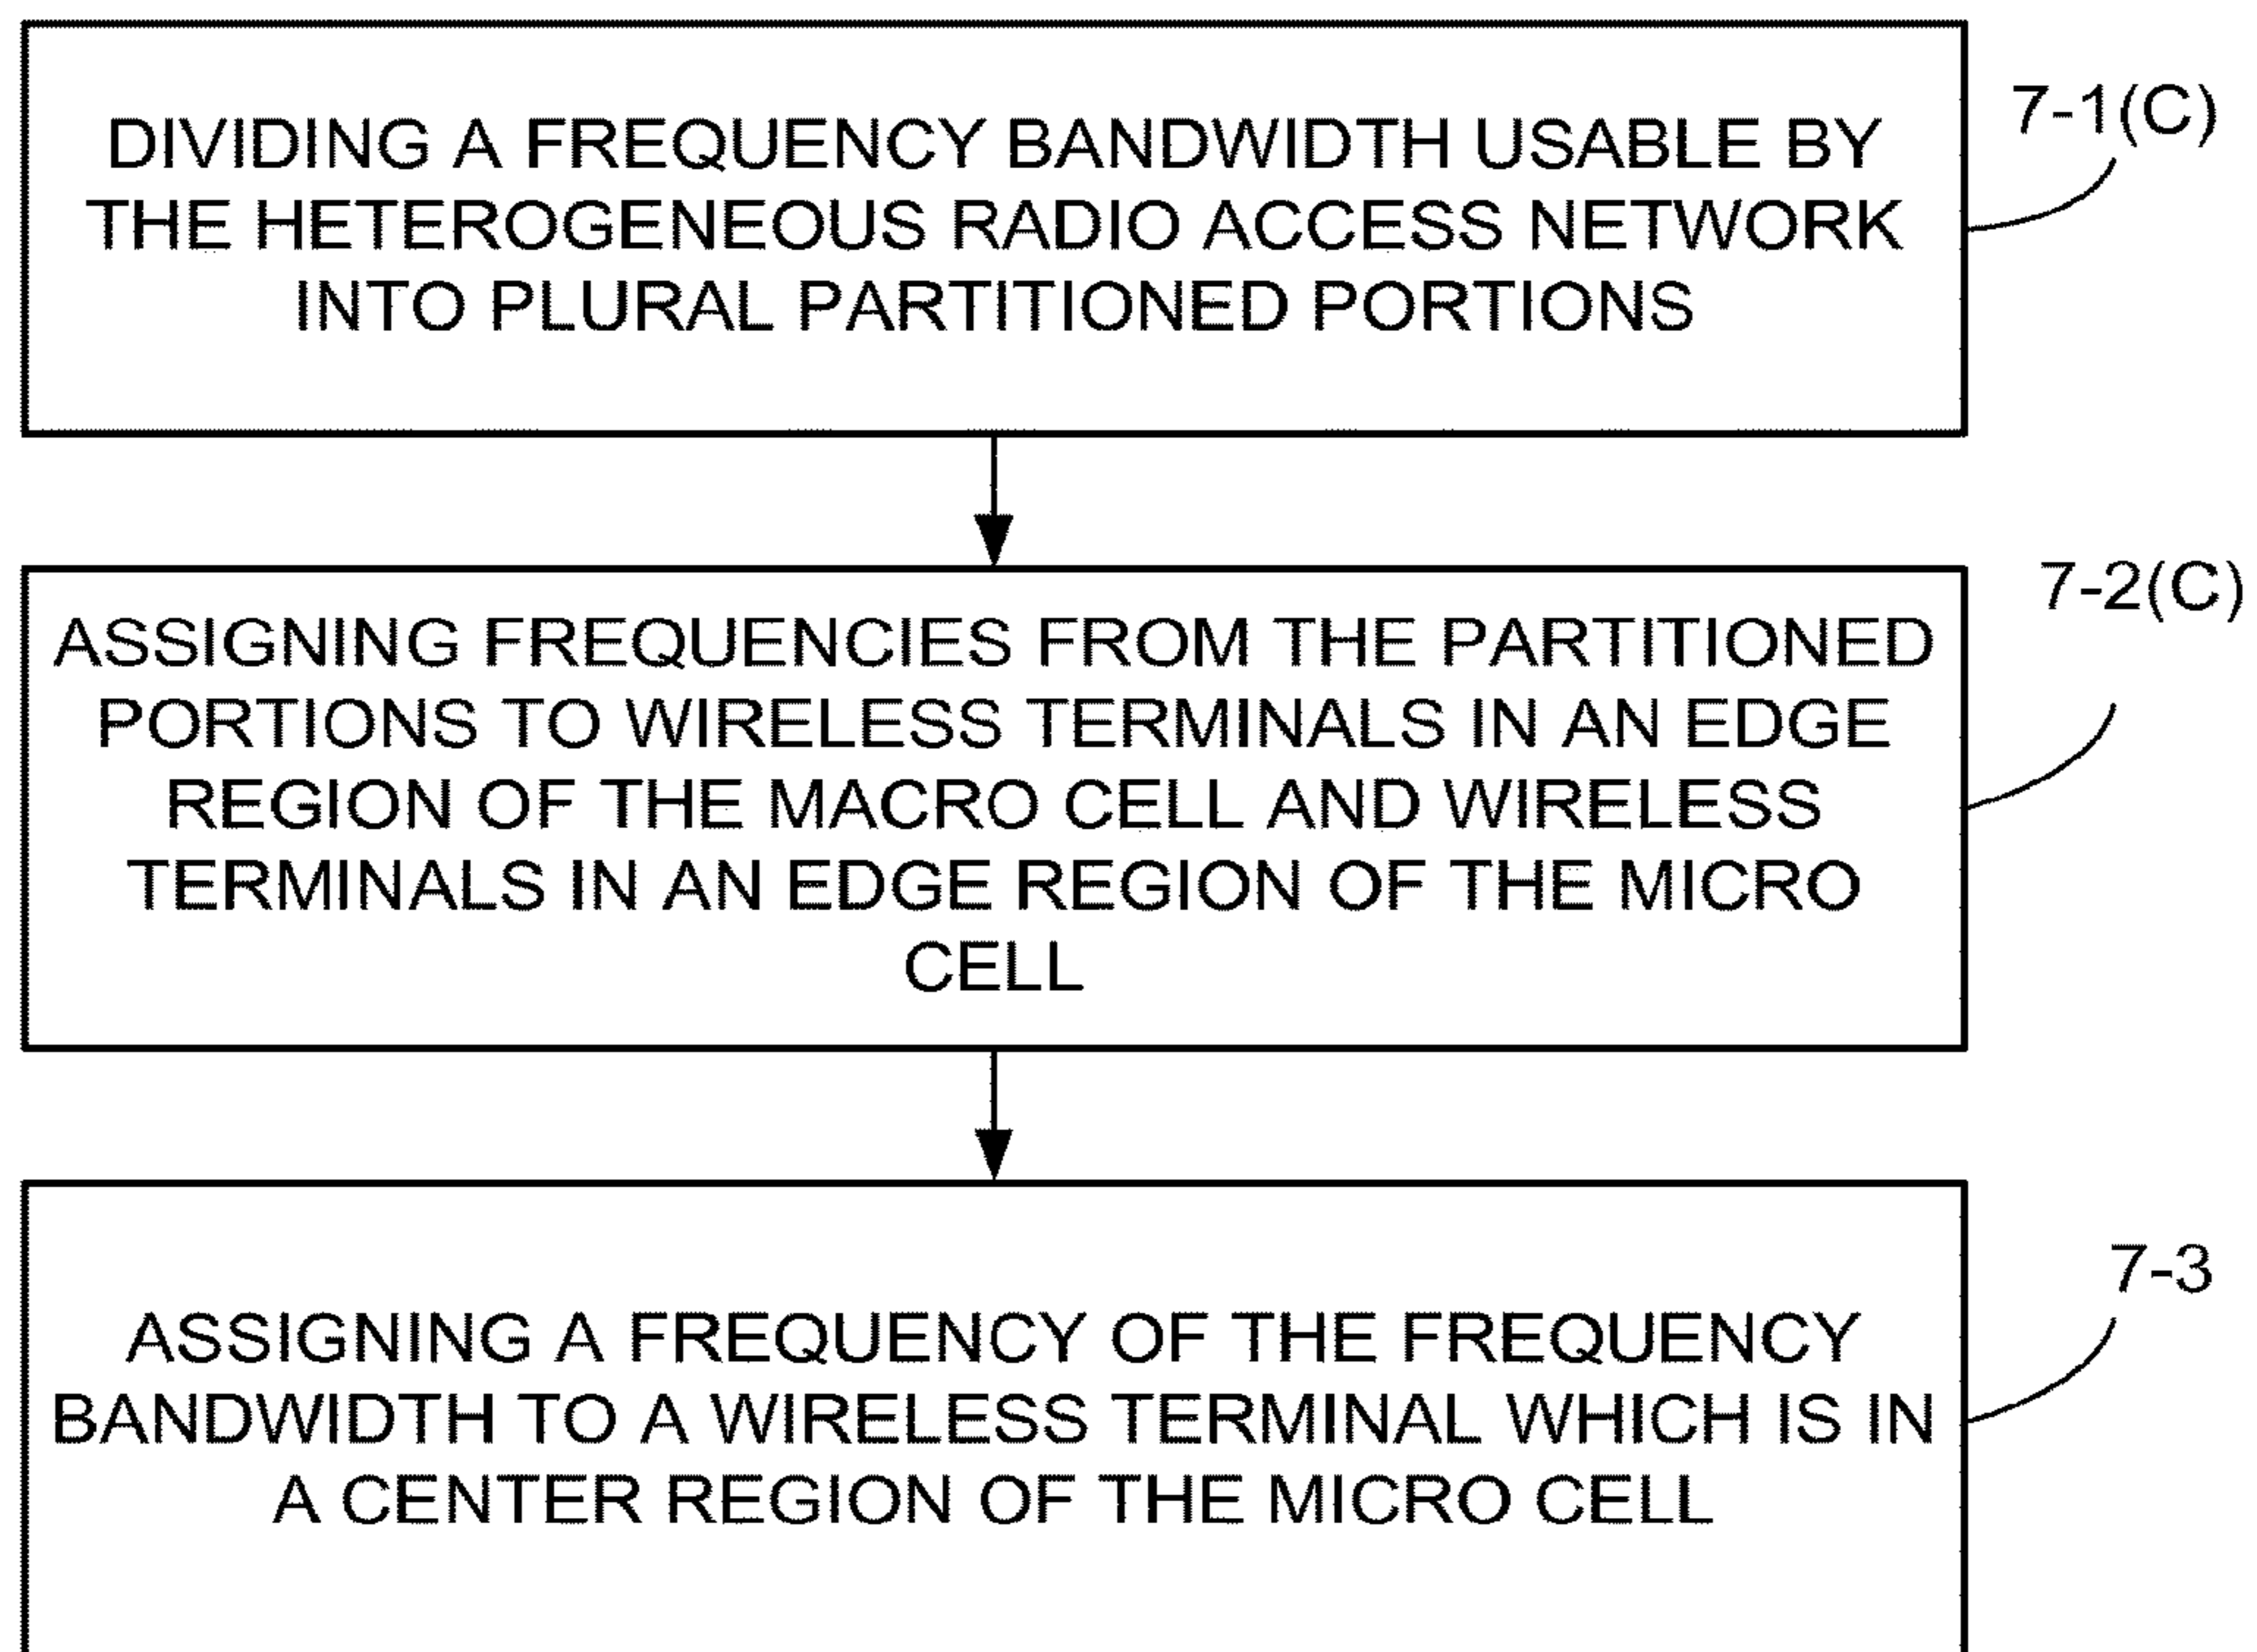 DIVIDING A FREQUENCY BANDWIDTH USABLE BY
THE HETEROGENEOUS RADIO ACCESS NETWORK
INTO PLURAL PARTITIONED PORTIONS
7-1(C)
ASSIGNING FREQUENCIES FROM THE PARTITIONED
PORTIONS TO WIRELESS TERMINALS IN AN EDGE
REGION OF THE MACRO CELL AND WIRELESS
TERMINALS IN AN EDGE REGION OF THE MICRO
CELL
7-2(C)
ASSIGNING A FREQUENCY OF THE FREQUENCY
BANDWIDTH TO A WIRELESS TERMINAL WHICH IS IN
A CENTER REGION OF THE MICRO CELL
7-3